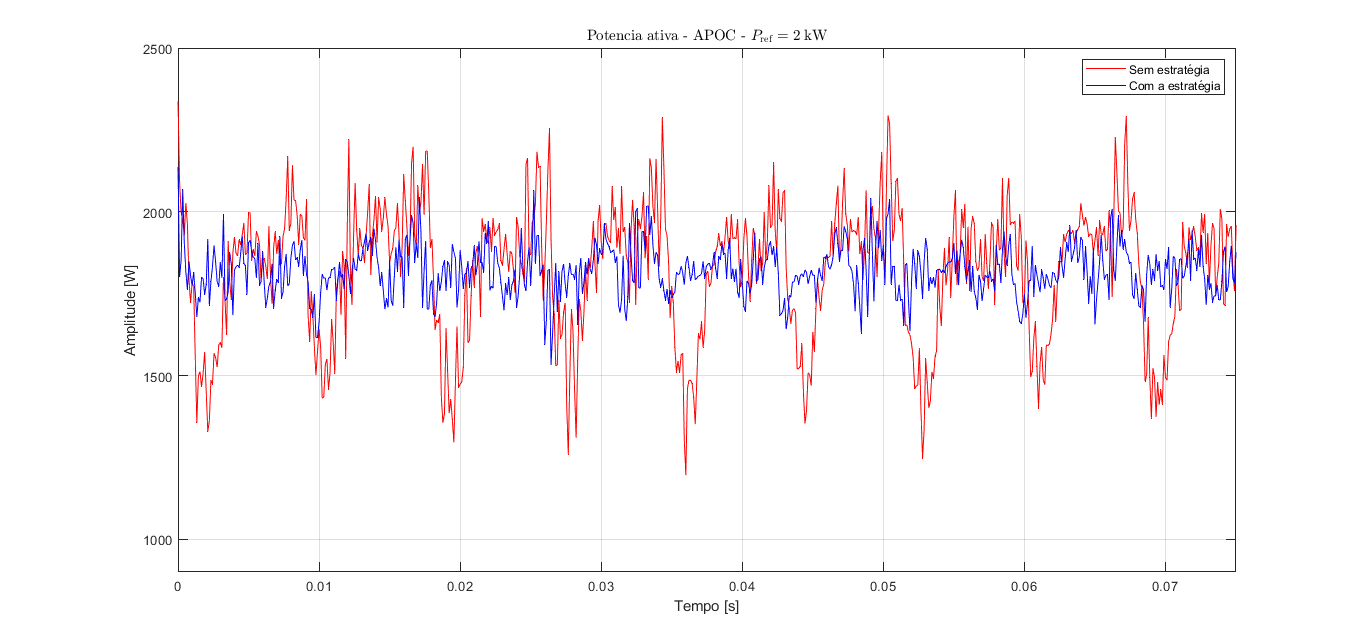 Potencia ativa - APOC - P_ref = 2 kW
2500
Sem estratégia
Com a estratégia
2000
Amplitude [W]
1500
1000
0 0.01 0.02 0.03 0.04 0.05 0.06 0.07
Tempo [s]